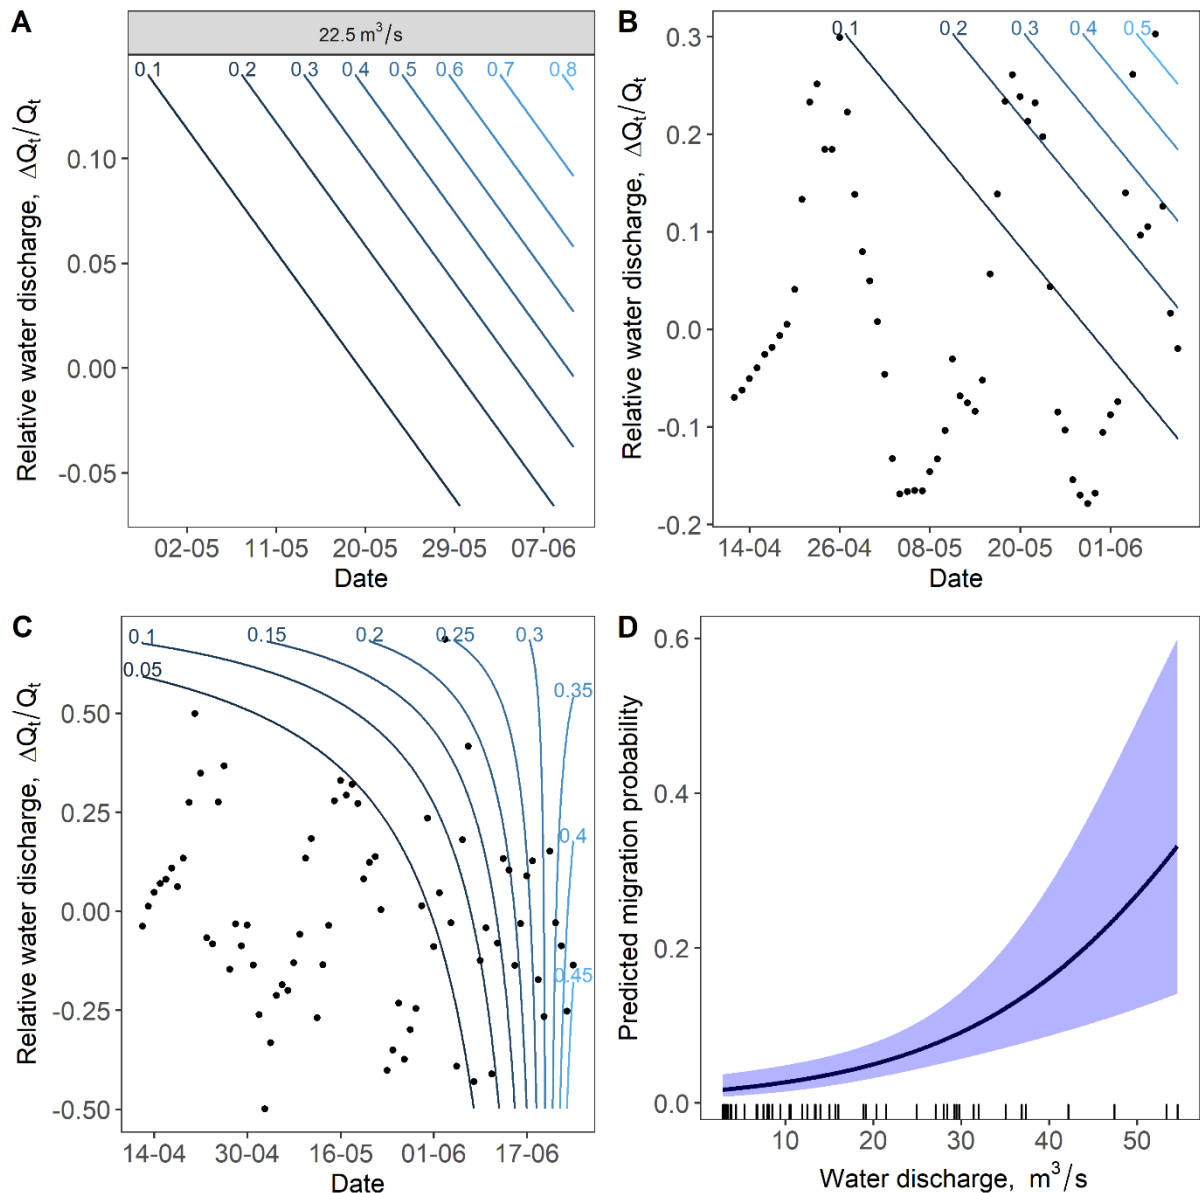 A
22.5 m³/s
0.1 0.2 0.3 0.4 0.5 0.6 0.7 0.8
Relative water discharge, ΔQt/Qt
0.10
0.05
0.00
-0.05
02-05 11-05 20-05 29-05 07-06
Date
B
0.1 0.2 0.3 0.4 0.5
Relative water discharge, ΔQt/Qt
0.3
0.2
0.1
0.0
-0.1
-0.2
14-04 26-04 08-05 20-05 01-06
Date
C
0.1 0.15 0.2 0.25 0.3
0.05
0.35
0.4
0.45
Relative water discharge, ΔQt/Qt
0.50
0.25
0.00
-0.25
-0.50
14-04 30-04 16-05 01-06 17-06
Date
D
Predicted migration probability
0.6
0.4
0.2
0.0
10 20 30 40 50
Water discharge, m³/s